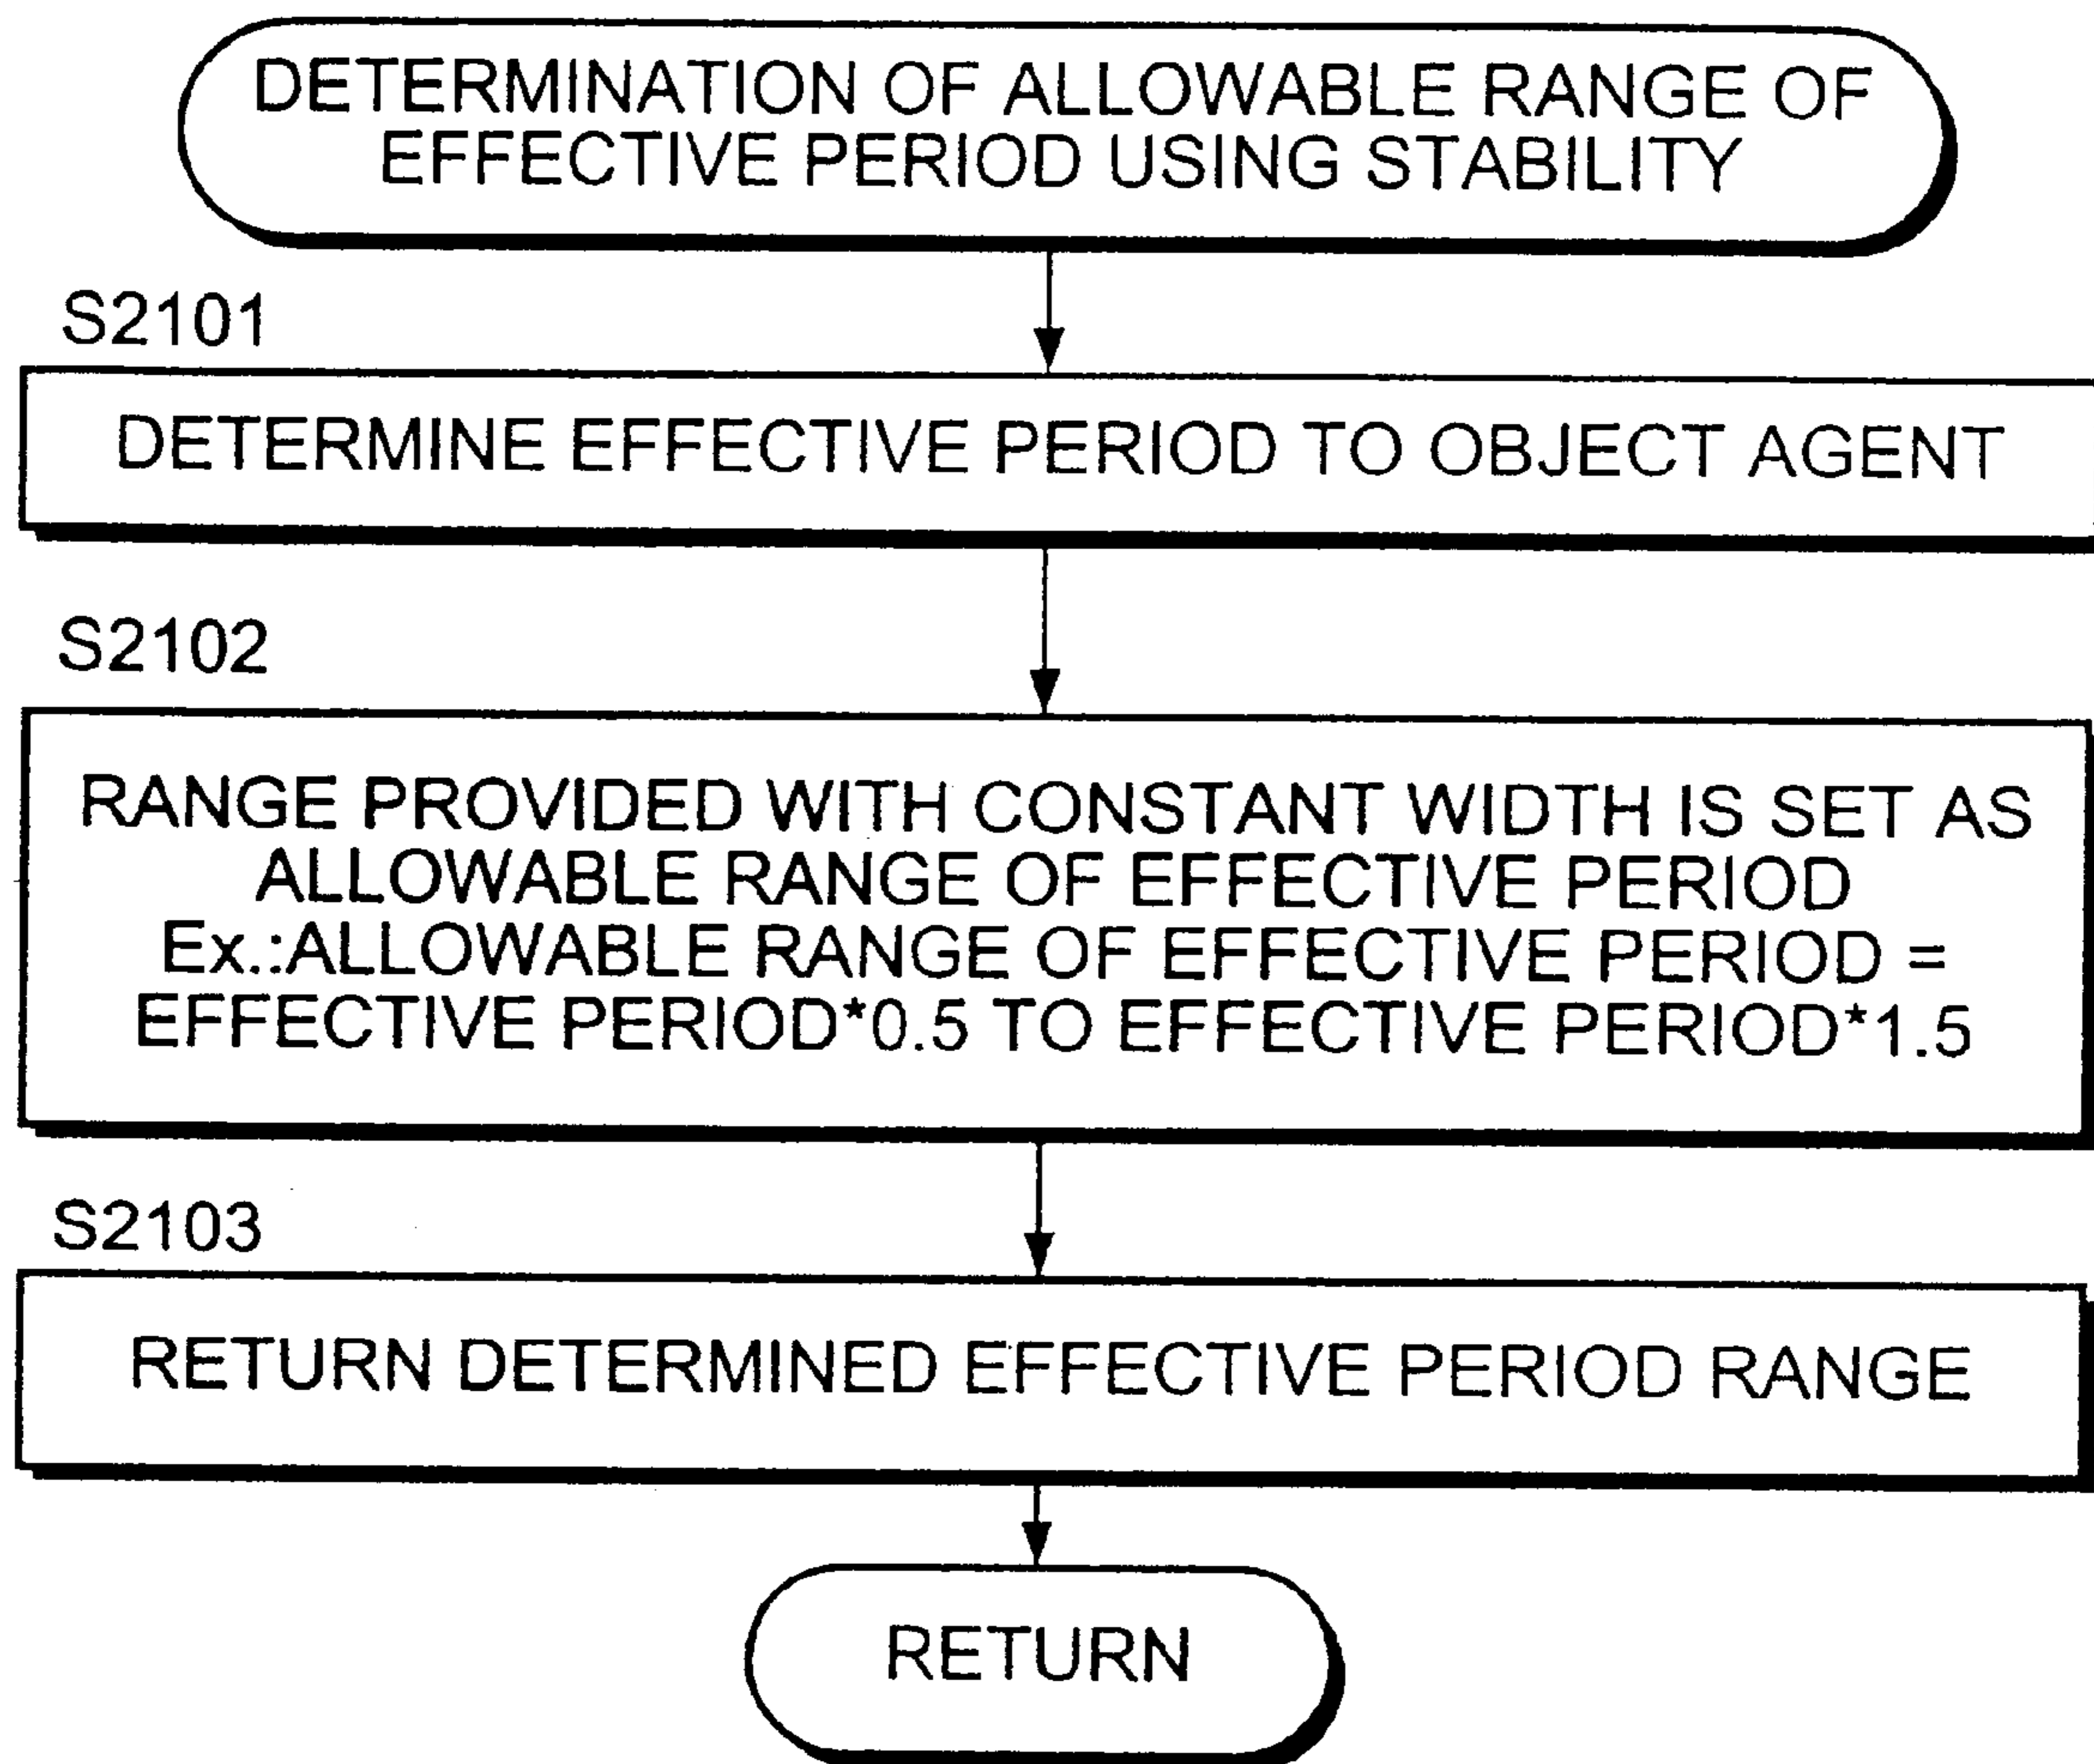 DETERMINATION OF ALLOWABLE RANGE OF
EFFECTIVE PERIOD USING STABILITY
S2101
DETERMINE EFFECTIVE PERIOD TO OBJECT AGENT
S2102
RANGE PROVIDED WITH CONSTANT WIDTH IS SET AS
ALLOWABLE RANGE OF EFFECTIVE PERIOD
Ex.:ALLOWABLE RANGE OF EFFECTIVE PERIOD =
EFFECTIVE PERIOD*0.5 TO EFFECTIVE PERIOD*1.5
S2103
RETURN DETERMINED EFFECTIVE PERIOD RANGE
RETURN